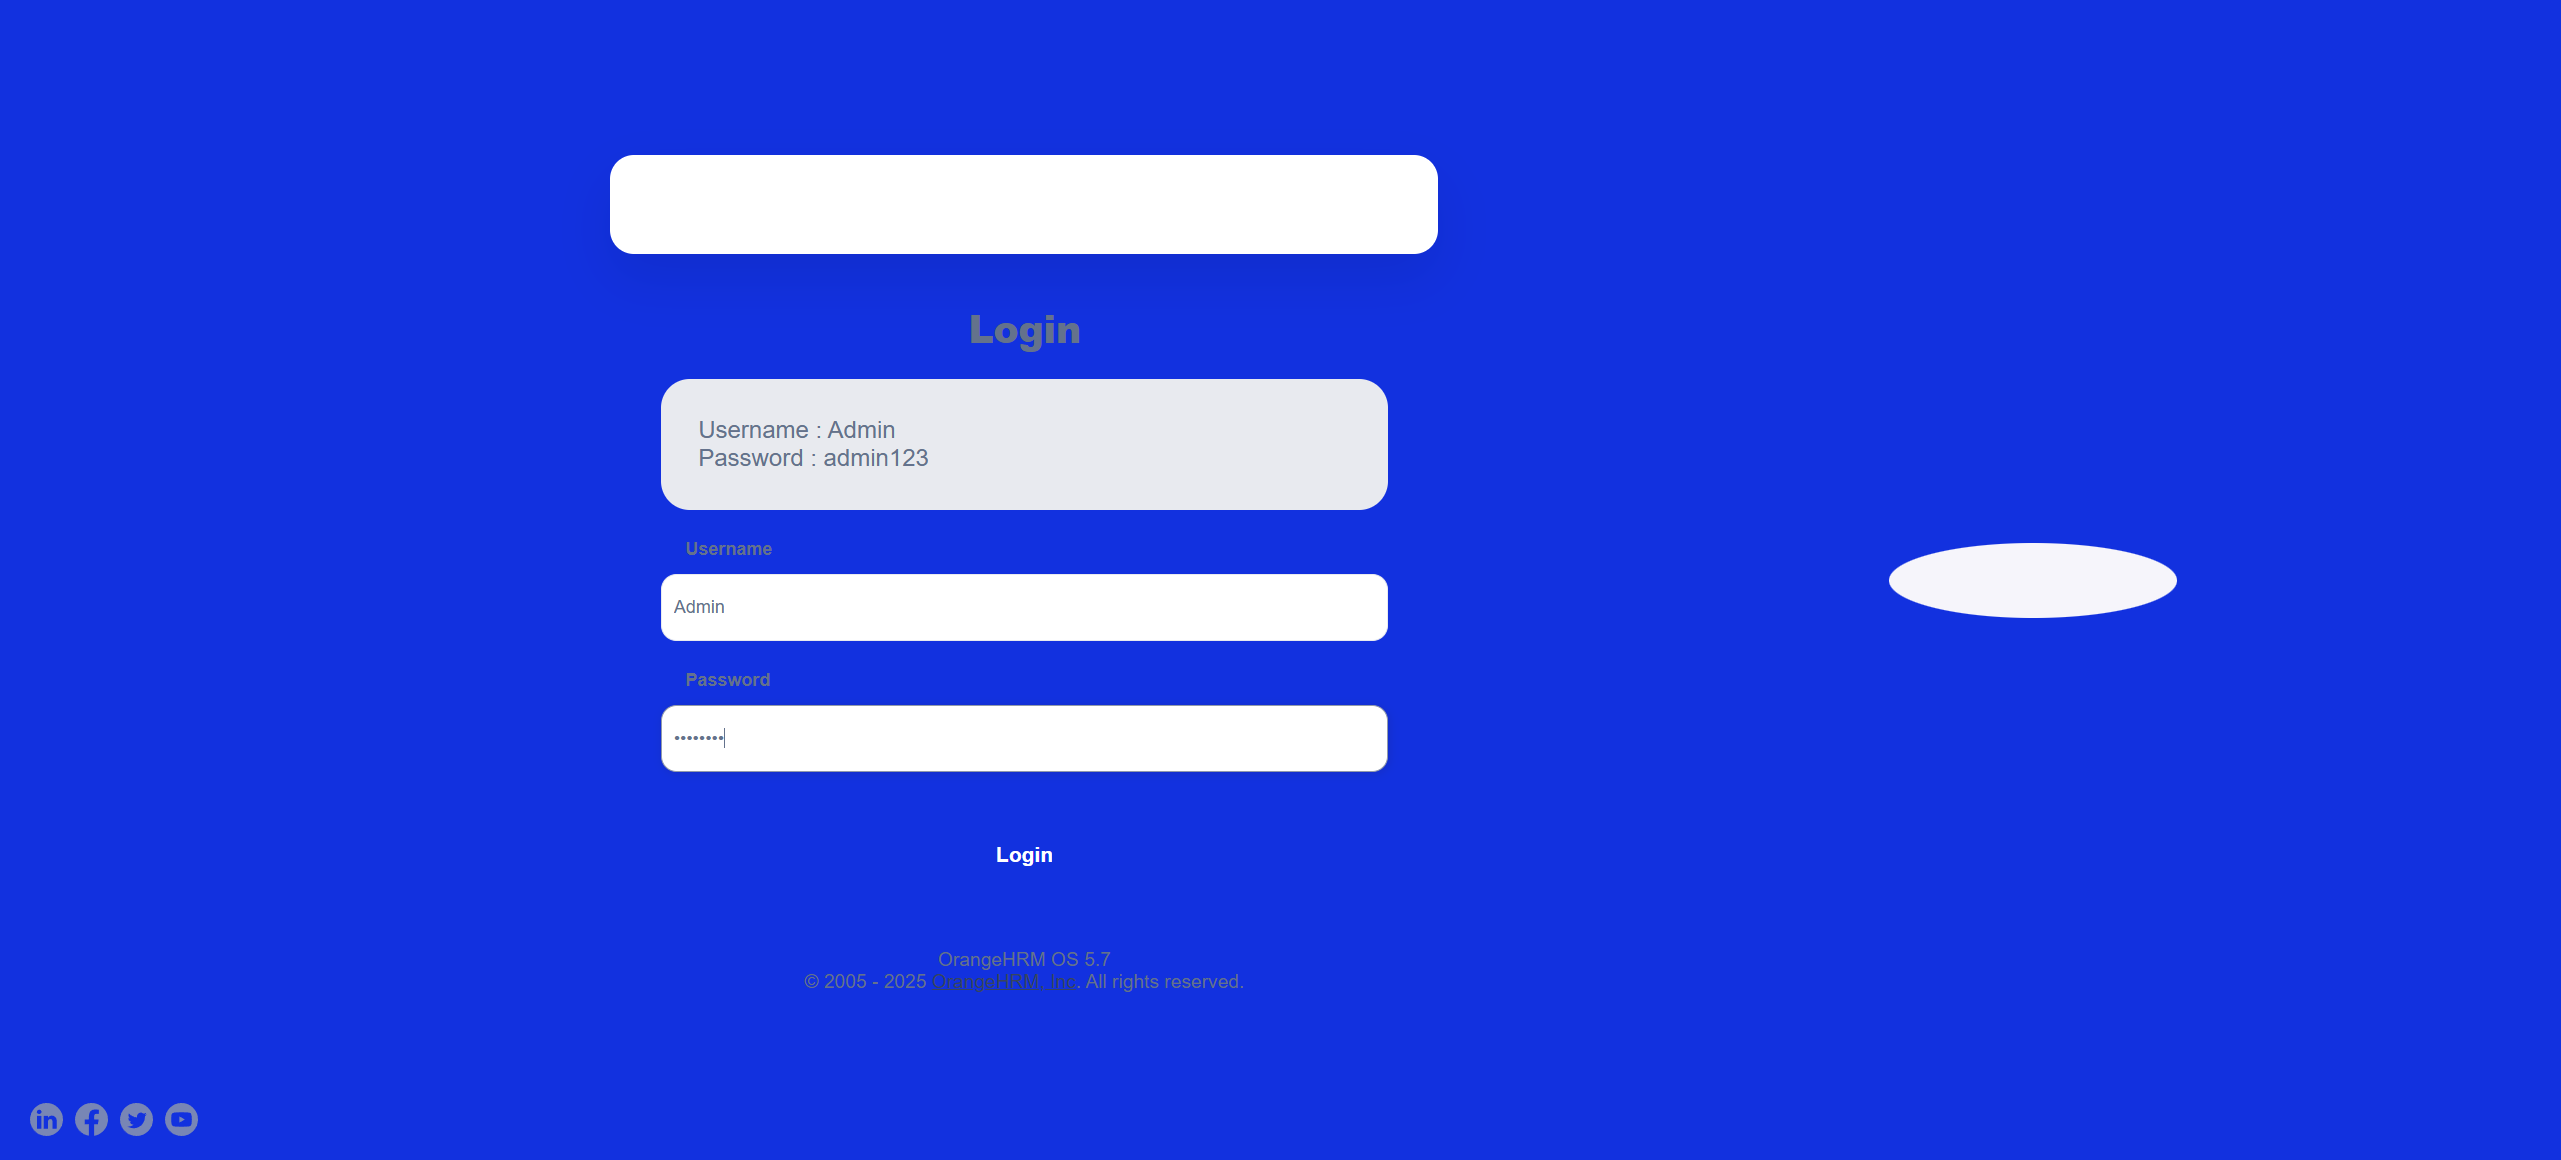 Login
Username : Admin
Password : admin123
Username
Admin
Password
••••••••
Login
OrangeHRM OS 5.7
© 2005 - 2025 OrangeHRM, Inc. All rights reserved.